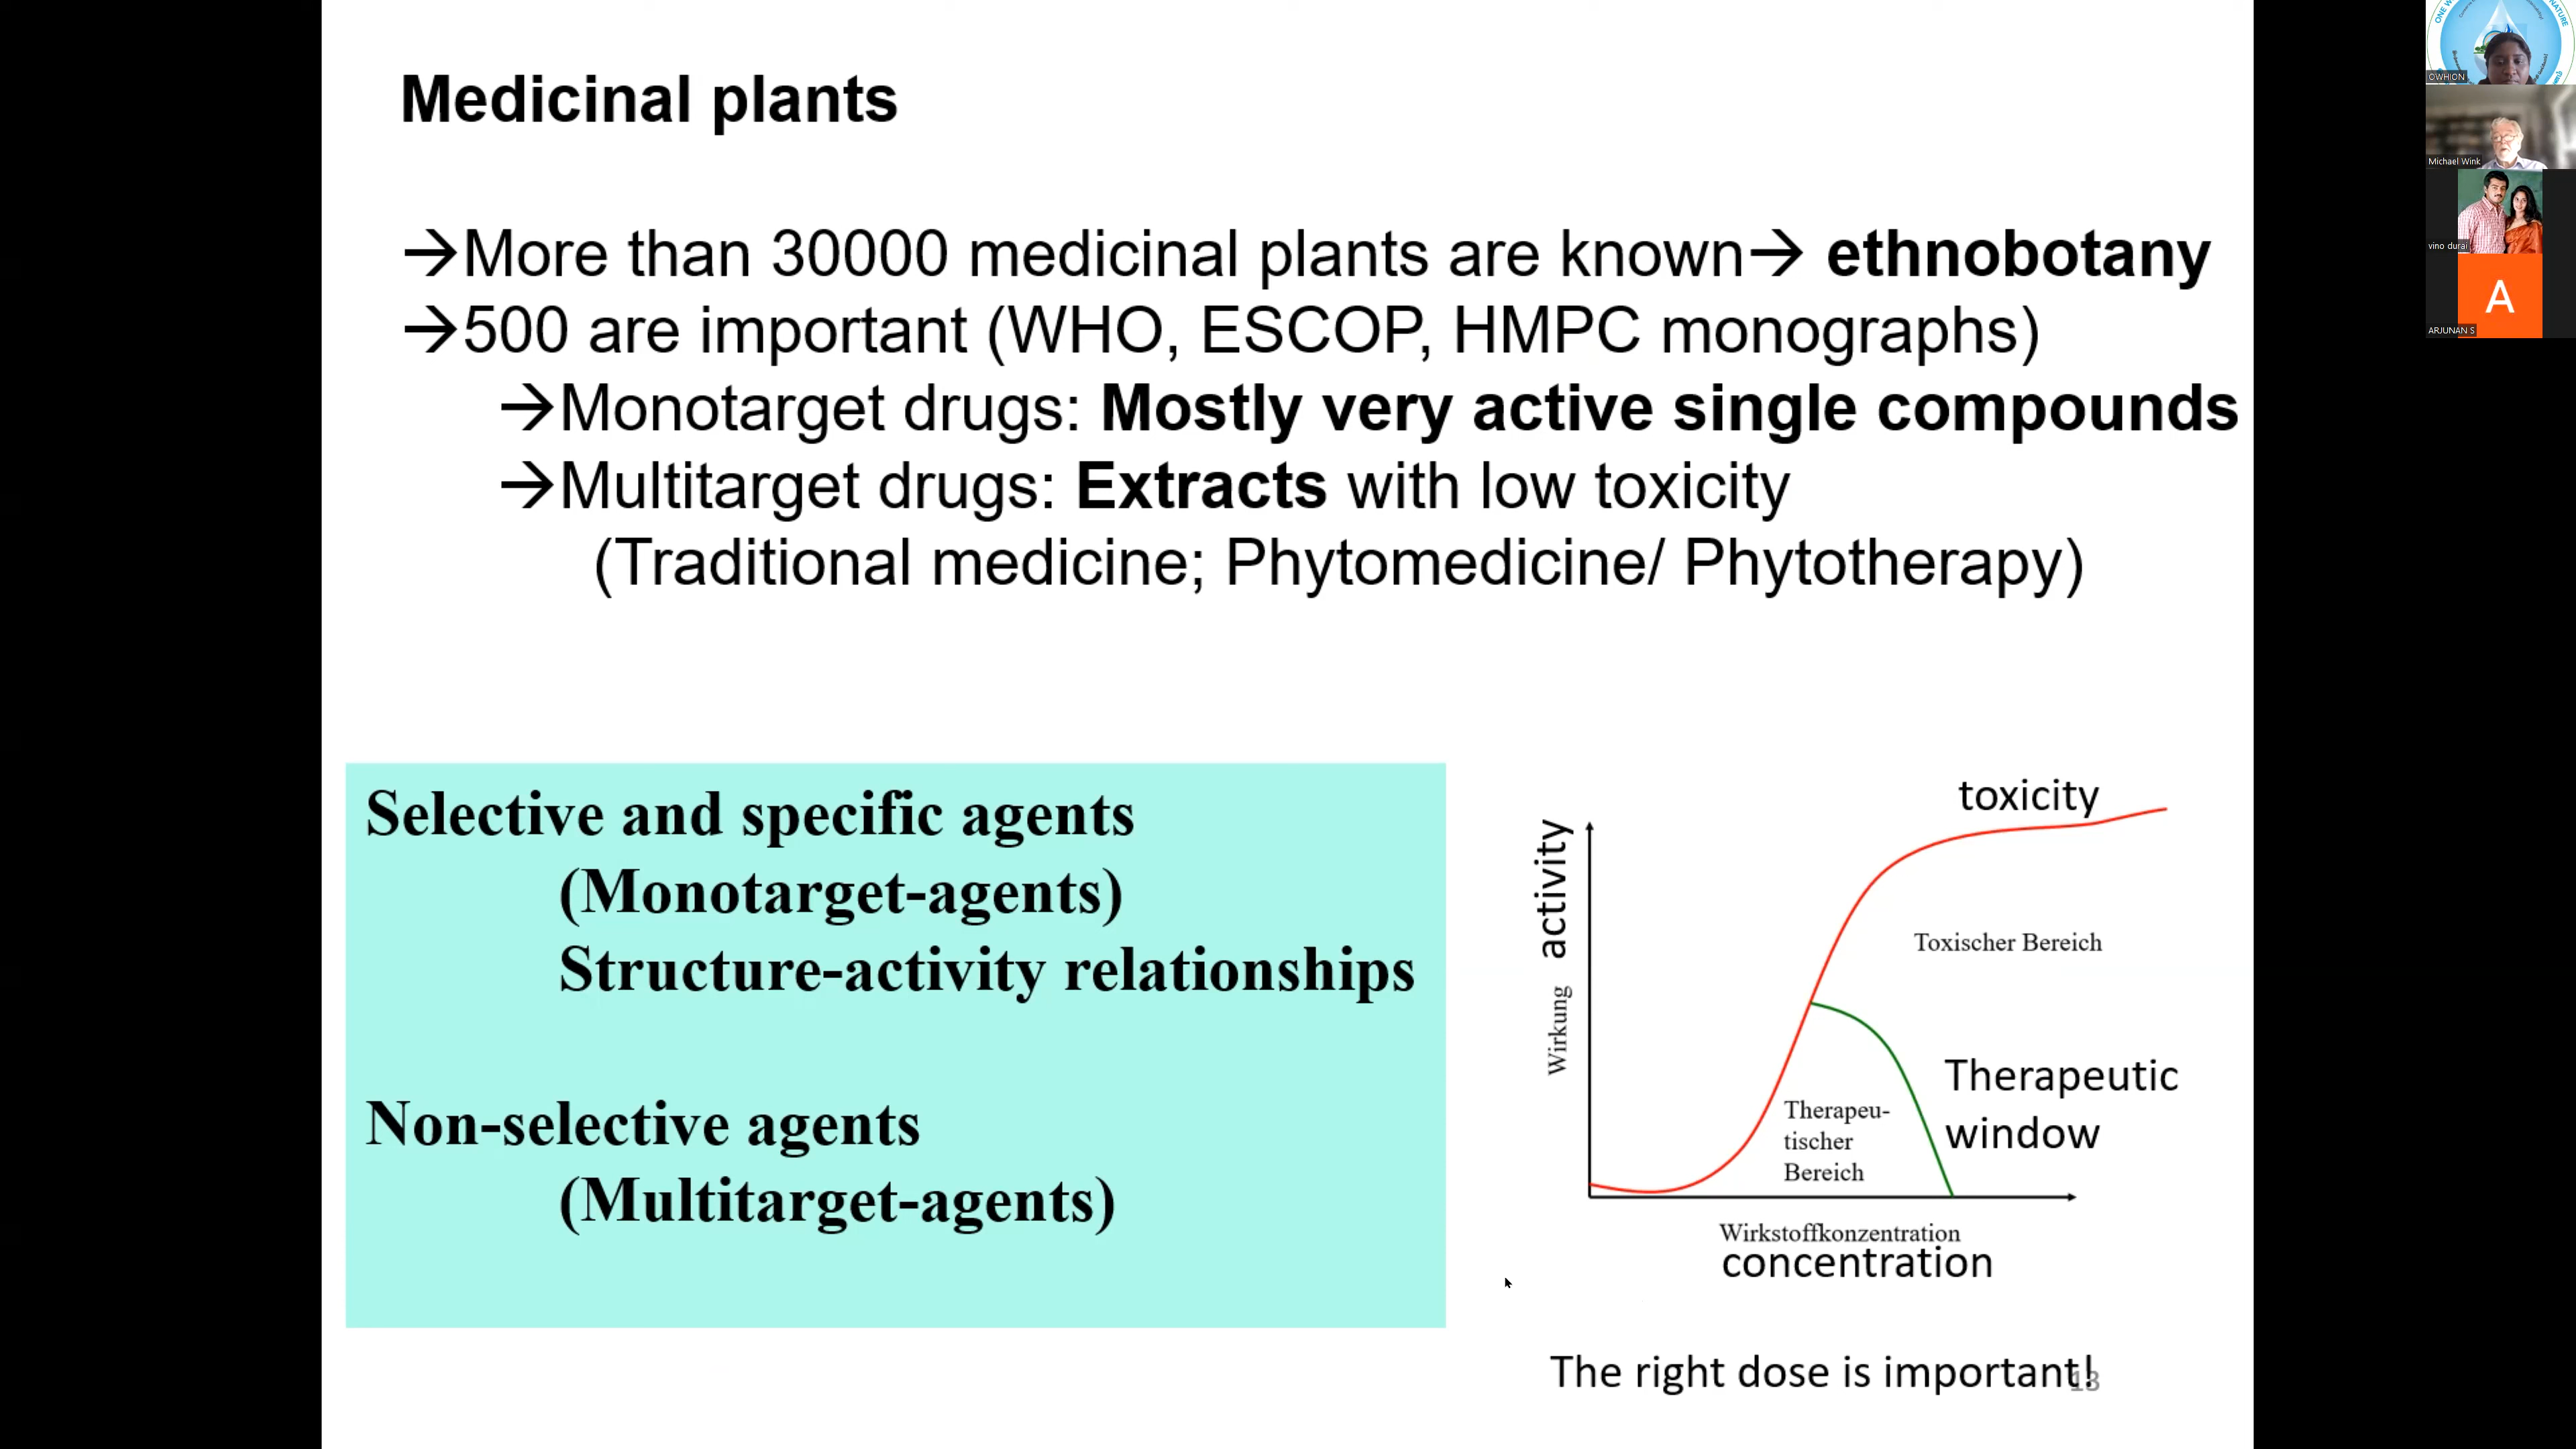 Medicinal plants
→More than 30000 medicinal plants are known→ ethnobotany
→500 are important (WHO, ESCOP, HMPC monographs)
→Monotarget drugs: Mostly very active single compounds
→Multitarget drugs: Extracts with low toxicity
(Traditional medicine; Phytomedicine/ Phytotherapy)
Selective and specific agents
(Monotarget-agents)
Structure-activity relationships
Non-selective agents
(Multitarget-agents)
toxicity
activity
Wirkung
Toxischer Bereich
Therapeutic
window
Therapeu-
tischer
Bereich
Wirkstoffkonzentration
concentration
The right dose is important!
13
OWHION
Michael Wink
vino durai
A
ARJUNAN S